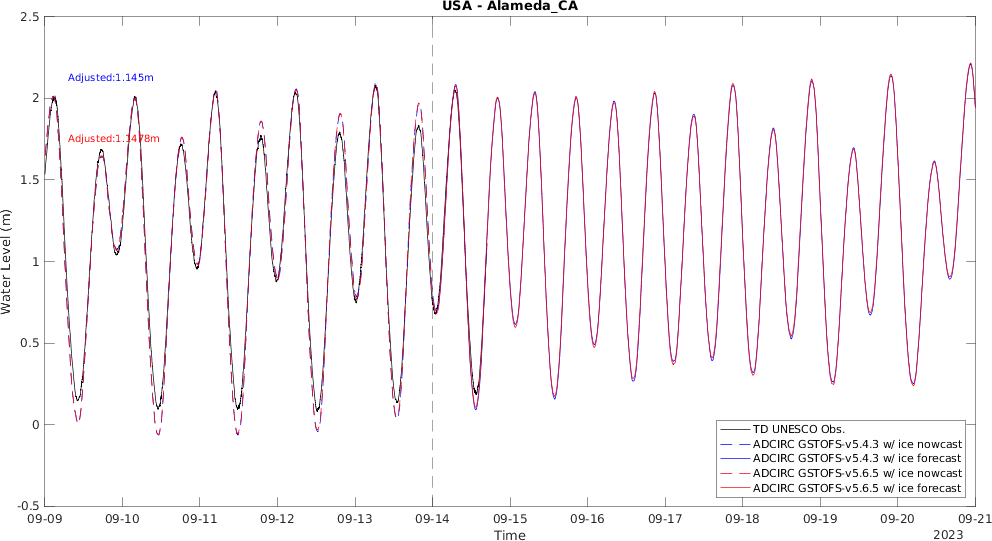 USA - Alameda_CA
2.5
2
1.5
1
0.5
0
-0.5
Water Level (m)
Adjusted:1.145m
Adjusted:1.1478m
TD UNESCO Obs.
ADCIRC GSTOFS-v5.4.3 w/ ice nowcast
ADCIRC GSTOFS-v5.4.3 w/ ice forecast
ADCIRC GSTOFS-v5.6.5 w/ ice nowcast
ADCIRC GSTOFS-v5.6.5 w/ ice forecast
09-09 09-10 09-11 09-12 09-13 09-14 09-15 09-16 09-17 09-18 09-19 09-20 09-21
Time
2023